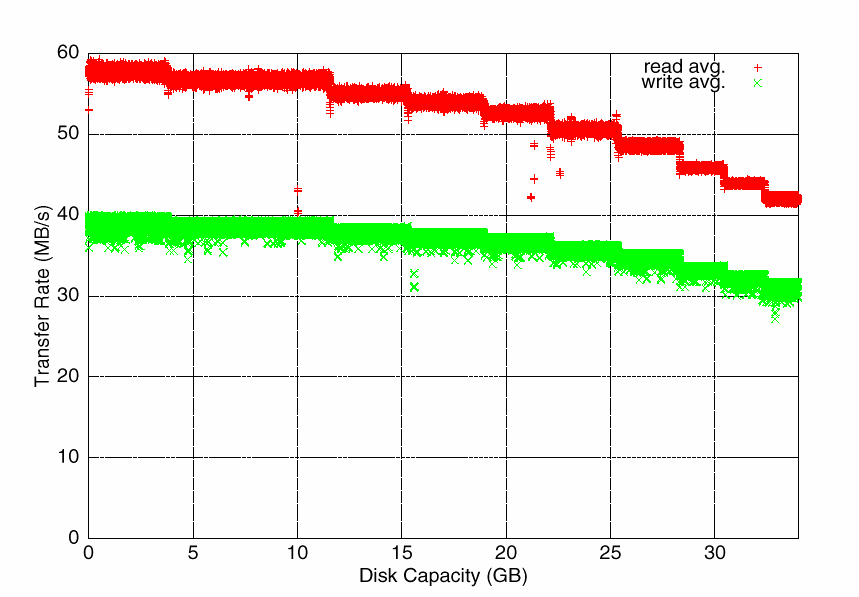 60
read avg.
write avg.
50
40
30
20
10
0
Transfer Rate (MB/s)
0 5 10 15 20 25 30
Disk Capacity (GB)